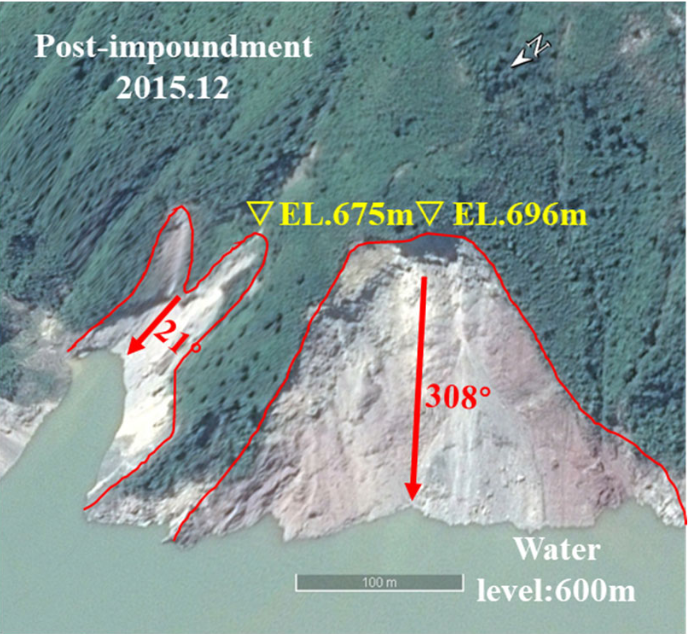 Post-impoundment
2015.12
N
▽EL.675m▽ EL.696m
21°
308°
Water
level:600m
100 m